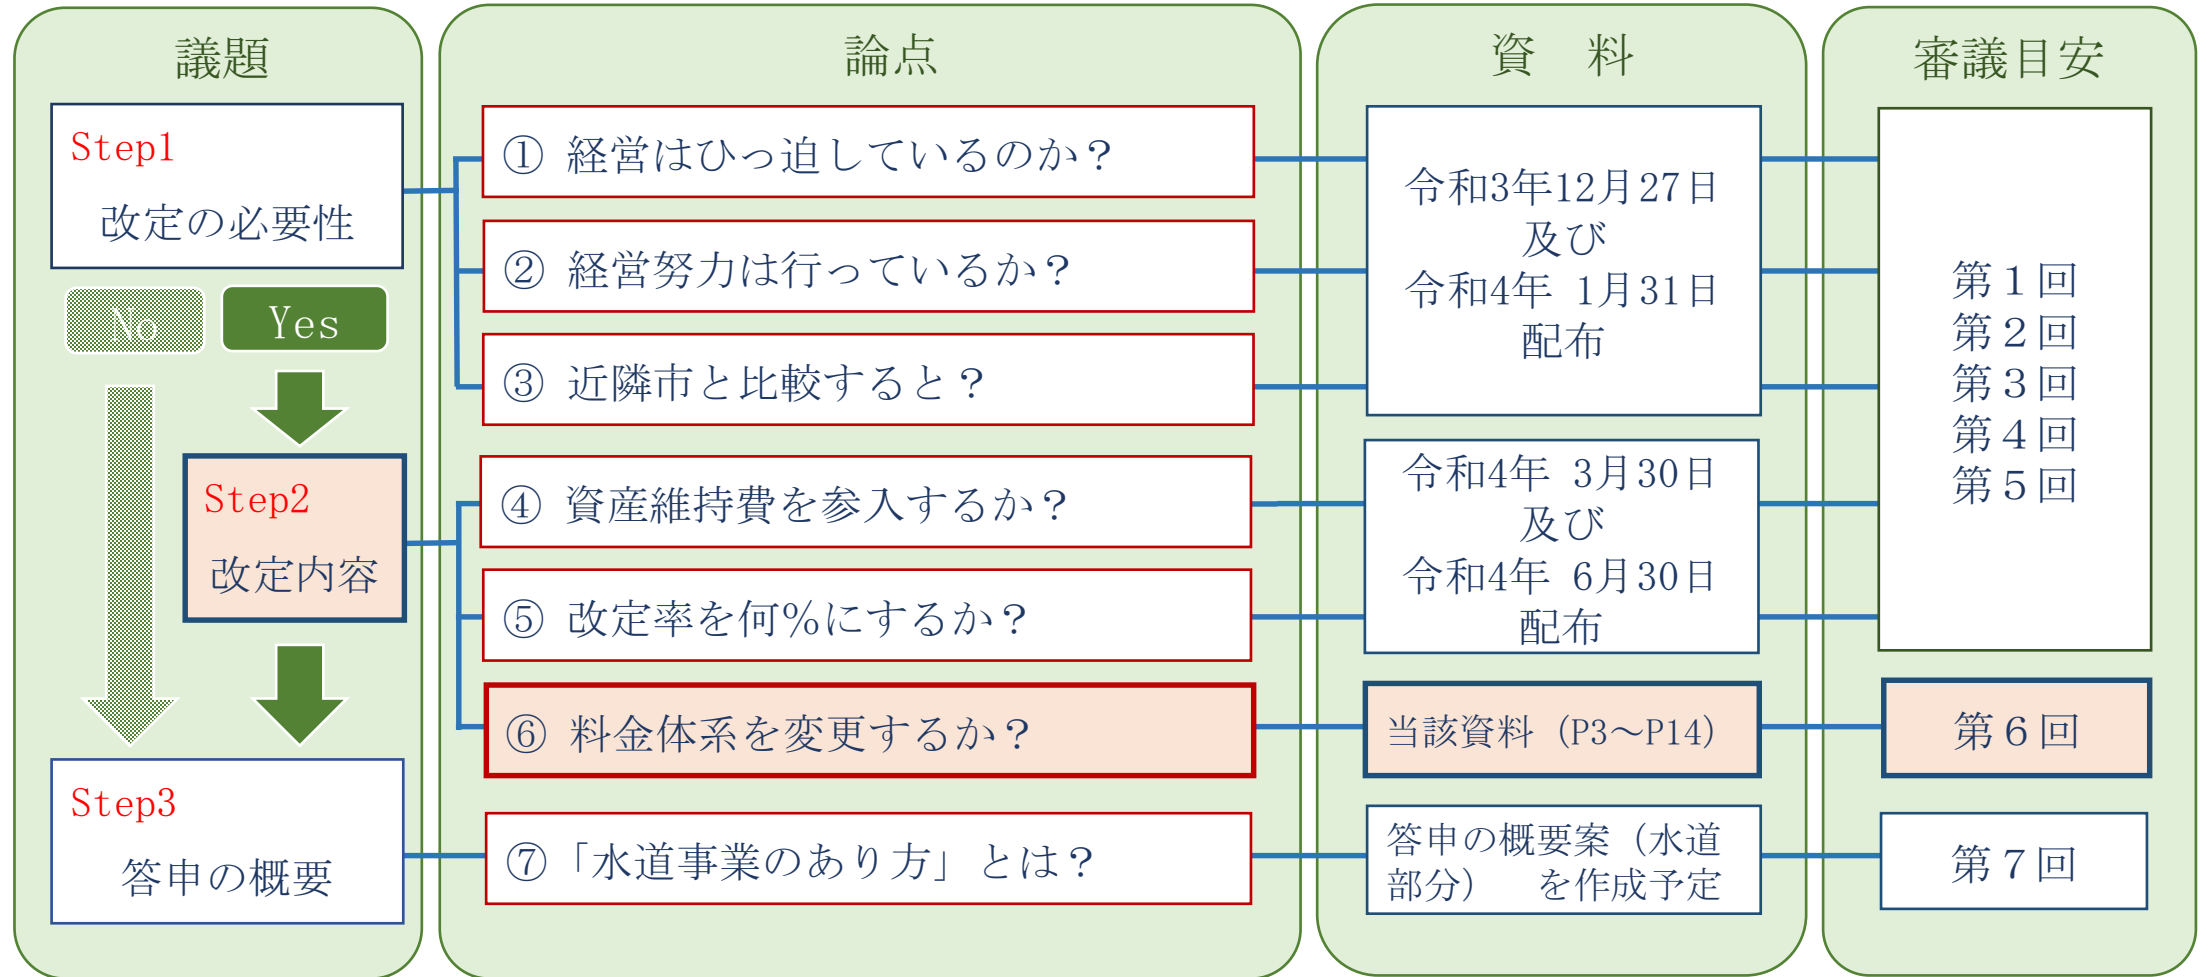 議題
Step1
改定の必要性
No
Yes
Step2
改定内容
Step3
答申の概要
論点
① 経営はひっ迫しているのか？
② 経営努力は行っているか？
③ 近隣市と比較すると？
④ 資産維持費を参入するか？
⑤ 改定率を何％にするか？
⑥ 料金体系を変更するか？
⑦「水道事業のあり方」とは？
資　料
令和3年12月27日
及び
令和4年 1月31日
配布
令和4年 3月30日
及び
令和4年 6月30日
配布
当該資料（P3～P14）
答申の概要案（水道
部分）　を作成予定
審議目安
第１回
第２回
第３回
第４回
第５回
第６回
第７回